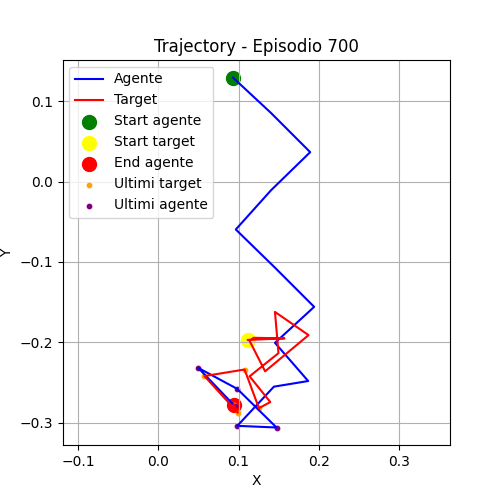 Trajectory - Episodio 700
Agente
Target
Start agente
Start target
End agente
Ultimi target
Ultimi agente
0.1
0.0
−0.1
−0.2
−0.3
Y
−0.1
0.0
0.1
0.2
0.3
X